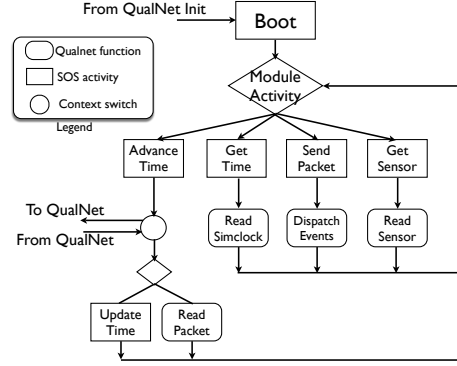 From QualNet Init
Boot
Qualnet function
SOS activity
Context switch
Legend
Module
Activity
Advance
Time
Get
Time
Send
Packet
Get
Sensor
To QualNet
From QualNet
Read
Simclock
Dispatch
Events
Read
Sensor
Update
Time
Read
Packet